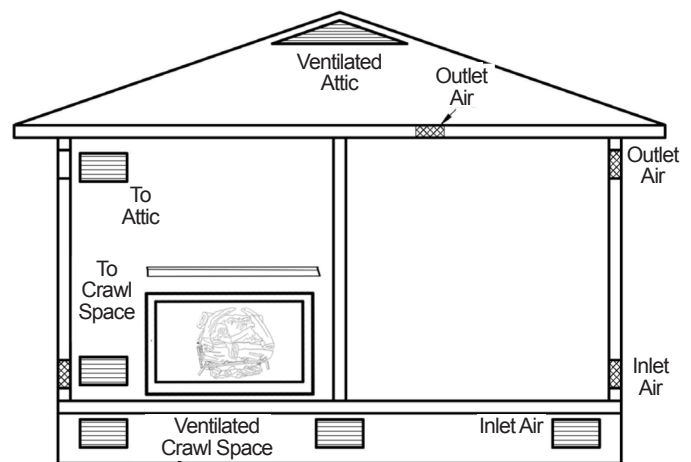 Ventilated
Attic
Outlet
Air
Outlet
Air
To
Attic
To
Crawl
Space
Inlet
Air
Ventilated
Crawl Space
Inlet Air